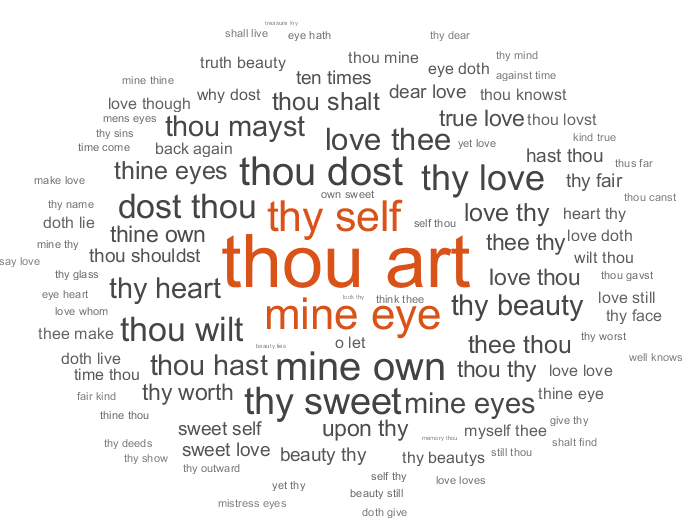 treasure thy
shall live
eye hath
thy dear
truth beauty
thou mine
thy mind
eye doth
ten times
against time
mine thine
why dost
dear love
thou knowst
love though
thou shalt
mens eyes
thou mayst
true love
thou lovst
thy sins
love thee
kind true
time come
back again
yet love
hast thou
thine eyes
thou dost
thus far
make love
own sweet
thy love
thy fair
thou canst
thy name
dost thou
thy self
love thy
heart thy
doth lie
self thou
thine own
thee thy
love doth
mine thy
thou shouldst
thou art
wilt thou
say love
thy glass
love thou
thou gavst
eye heart
thy heart
look thy
think thee
love still
love whom
mine eye
thy beauty
thy face
thee make
thou wilt
o let
thee thou
thy worst
beauty lies
doth live
thou hast
mine own
thou thy
love love
well knows
time thou
fair kind
thy worth
thy sweet
mine eyes
thine eye
thine thou
sweet self
upon thy
myself thee
give thy
thy deeds
sweet love
memory thou
shalt find
thy show
beauty thy
thy beautys
still thou
thy outward
yet thy
self thy
love loves
mistress eyes
beauty still
doth give